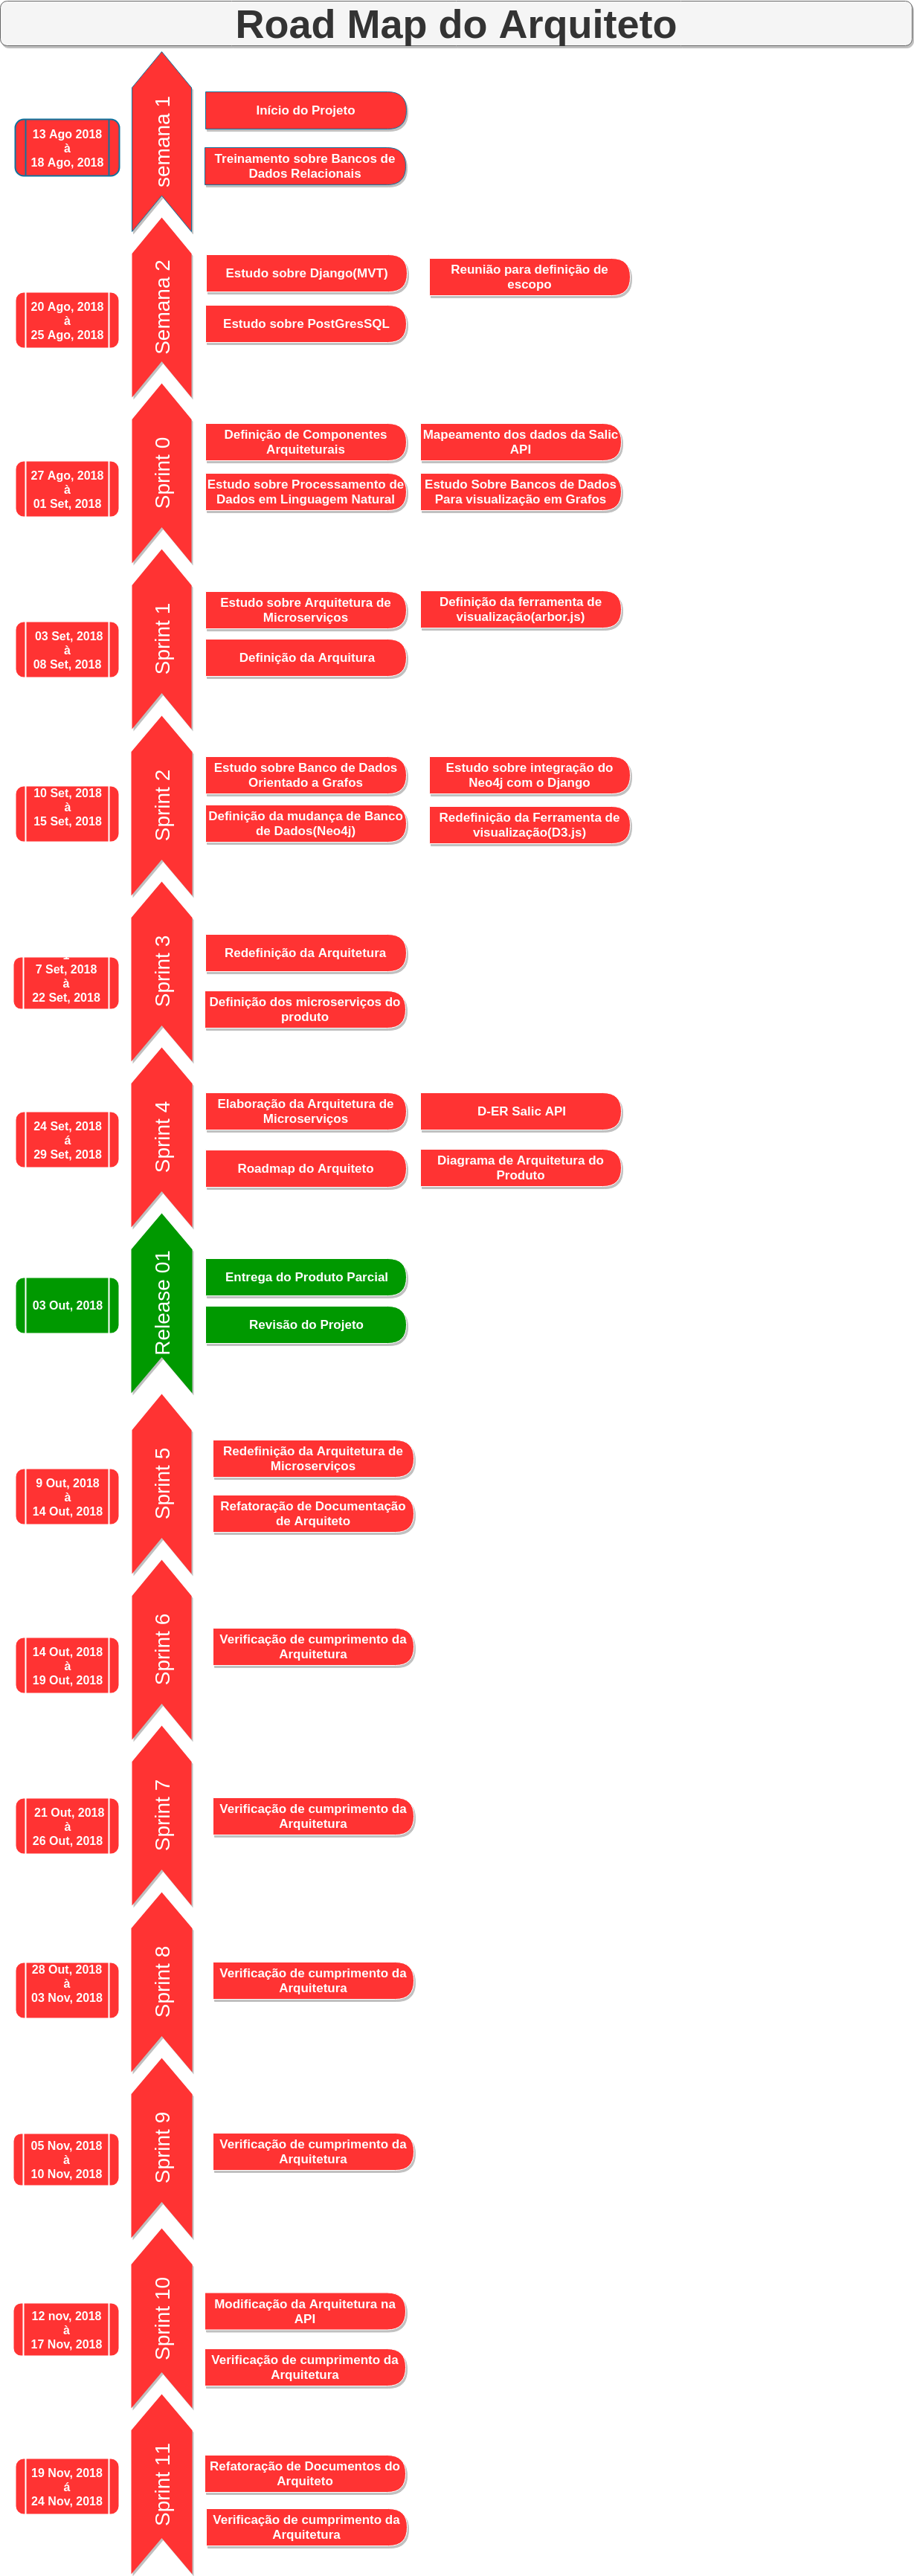 Road Map do Arquiteto
13 Ago 2018
à
18 Ago, 2018
semana 1
Início do Projeto
Treinamento sobre Bancos de
Dados Relacionais
20 Ago, 2018
à
25 Ago, 2018
Semana 2
Estudo sobre Django(MVT)
Reunião para definição de
escopo
Estudo sobre PostGresSQL
27 Ago, 2018
à
01 Set, 2018
Sprint 0
Definição de Componentes
Arquiteturais
Mapeamento dos dados da Salic
API
Estudo sobre Processamento de
Dados em Linguagem Natural
Estudo Sobre Bancos de Dados
Para visualização em Grafos
03 Set, 2018
à
08 Set, 2018
Sprint 1
Estudo sobre Arquitetura de
Microserviços
Definição da ferramenta de
visualização(arbor.js)
Definição da Arquitura
10 Set, 2018
à
15 Set, 2018
Sprint 2
Estudo sobre Banco de Dados
Orientado a Grafos
Estudo sobre integração do
Neo4j com o Django
Definição da mudança de Banco
de Dados(Neo4j)
Redefinição da Ferramenta de
visualização(D3.js)
7 Set, 2018
à
22 Set, 2018
Sprint 3
Redefinição da Arquitetura
Definição dos microserviços do
produto
24 Set, 2018
á
29 Set, 2018
Sprint 4
Elaboração da Arquitetura de
Microserviços
D-ER Salic API
Roadmap do Arquiteto
Diagrama de Arquitetura do
Produto
03 Out, 2018
Release 01
Entrega do Produto Parcial
Revisão do Projeto
9 Out, 2018
à
14 Out, 2018
Sprint 5
Redefinição da Arquitetura de
Microserviços
Refatoração de Documentação
de Arquiteto
14 Out, 2018
à
19 Out, 2018
Sprint 6
Verificação de cumprimento da
Arquitetura
21 Out, 2018
à
26 Out, 2018
Sprint 7
Verificação de cumprimento da
Arquitetura
28 Out, 2018
à
03 Nov, 2018
Sprint 8
Verificação de cumprimento da
Arquitetura
05 Nov, 2018
à
10 Nov, 2018
Sprint 9
Verificação de cumprimento da
Arquitetura
12 nov, 2018
à
17 Nov, 2018
Sprint 10
Modificação da Arquitetura na
API
Verificação de cumprimento da
Arquitetura
19 Nov, 2018
á
24 Nov, 2018
Sprint 11
Refatoração de Documentos do
Arquiteto
Verificação de cumprimento da
Arquitetura